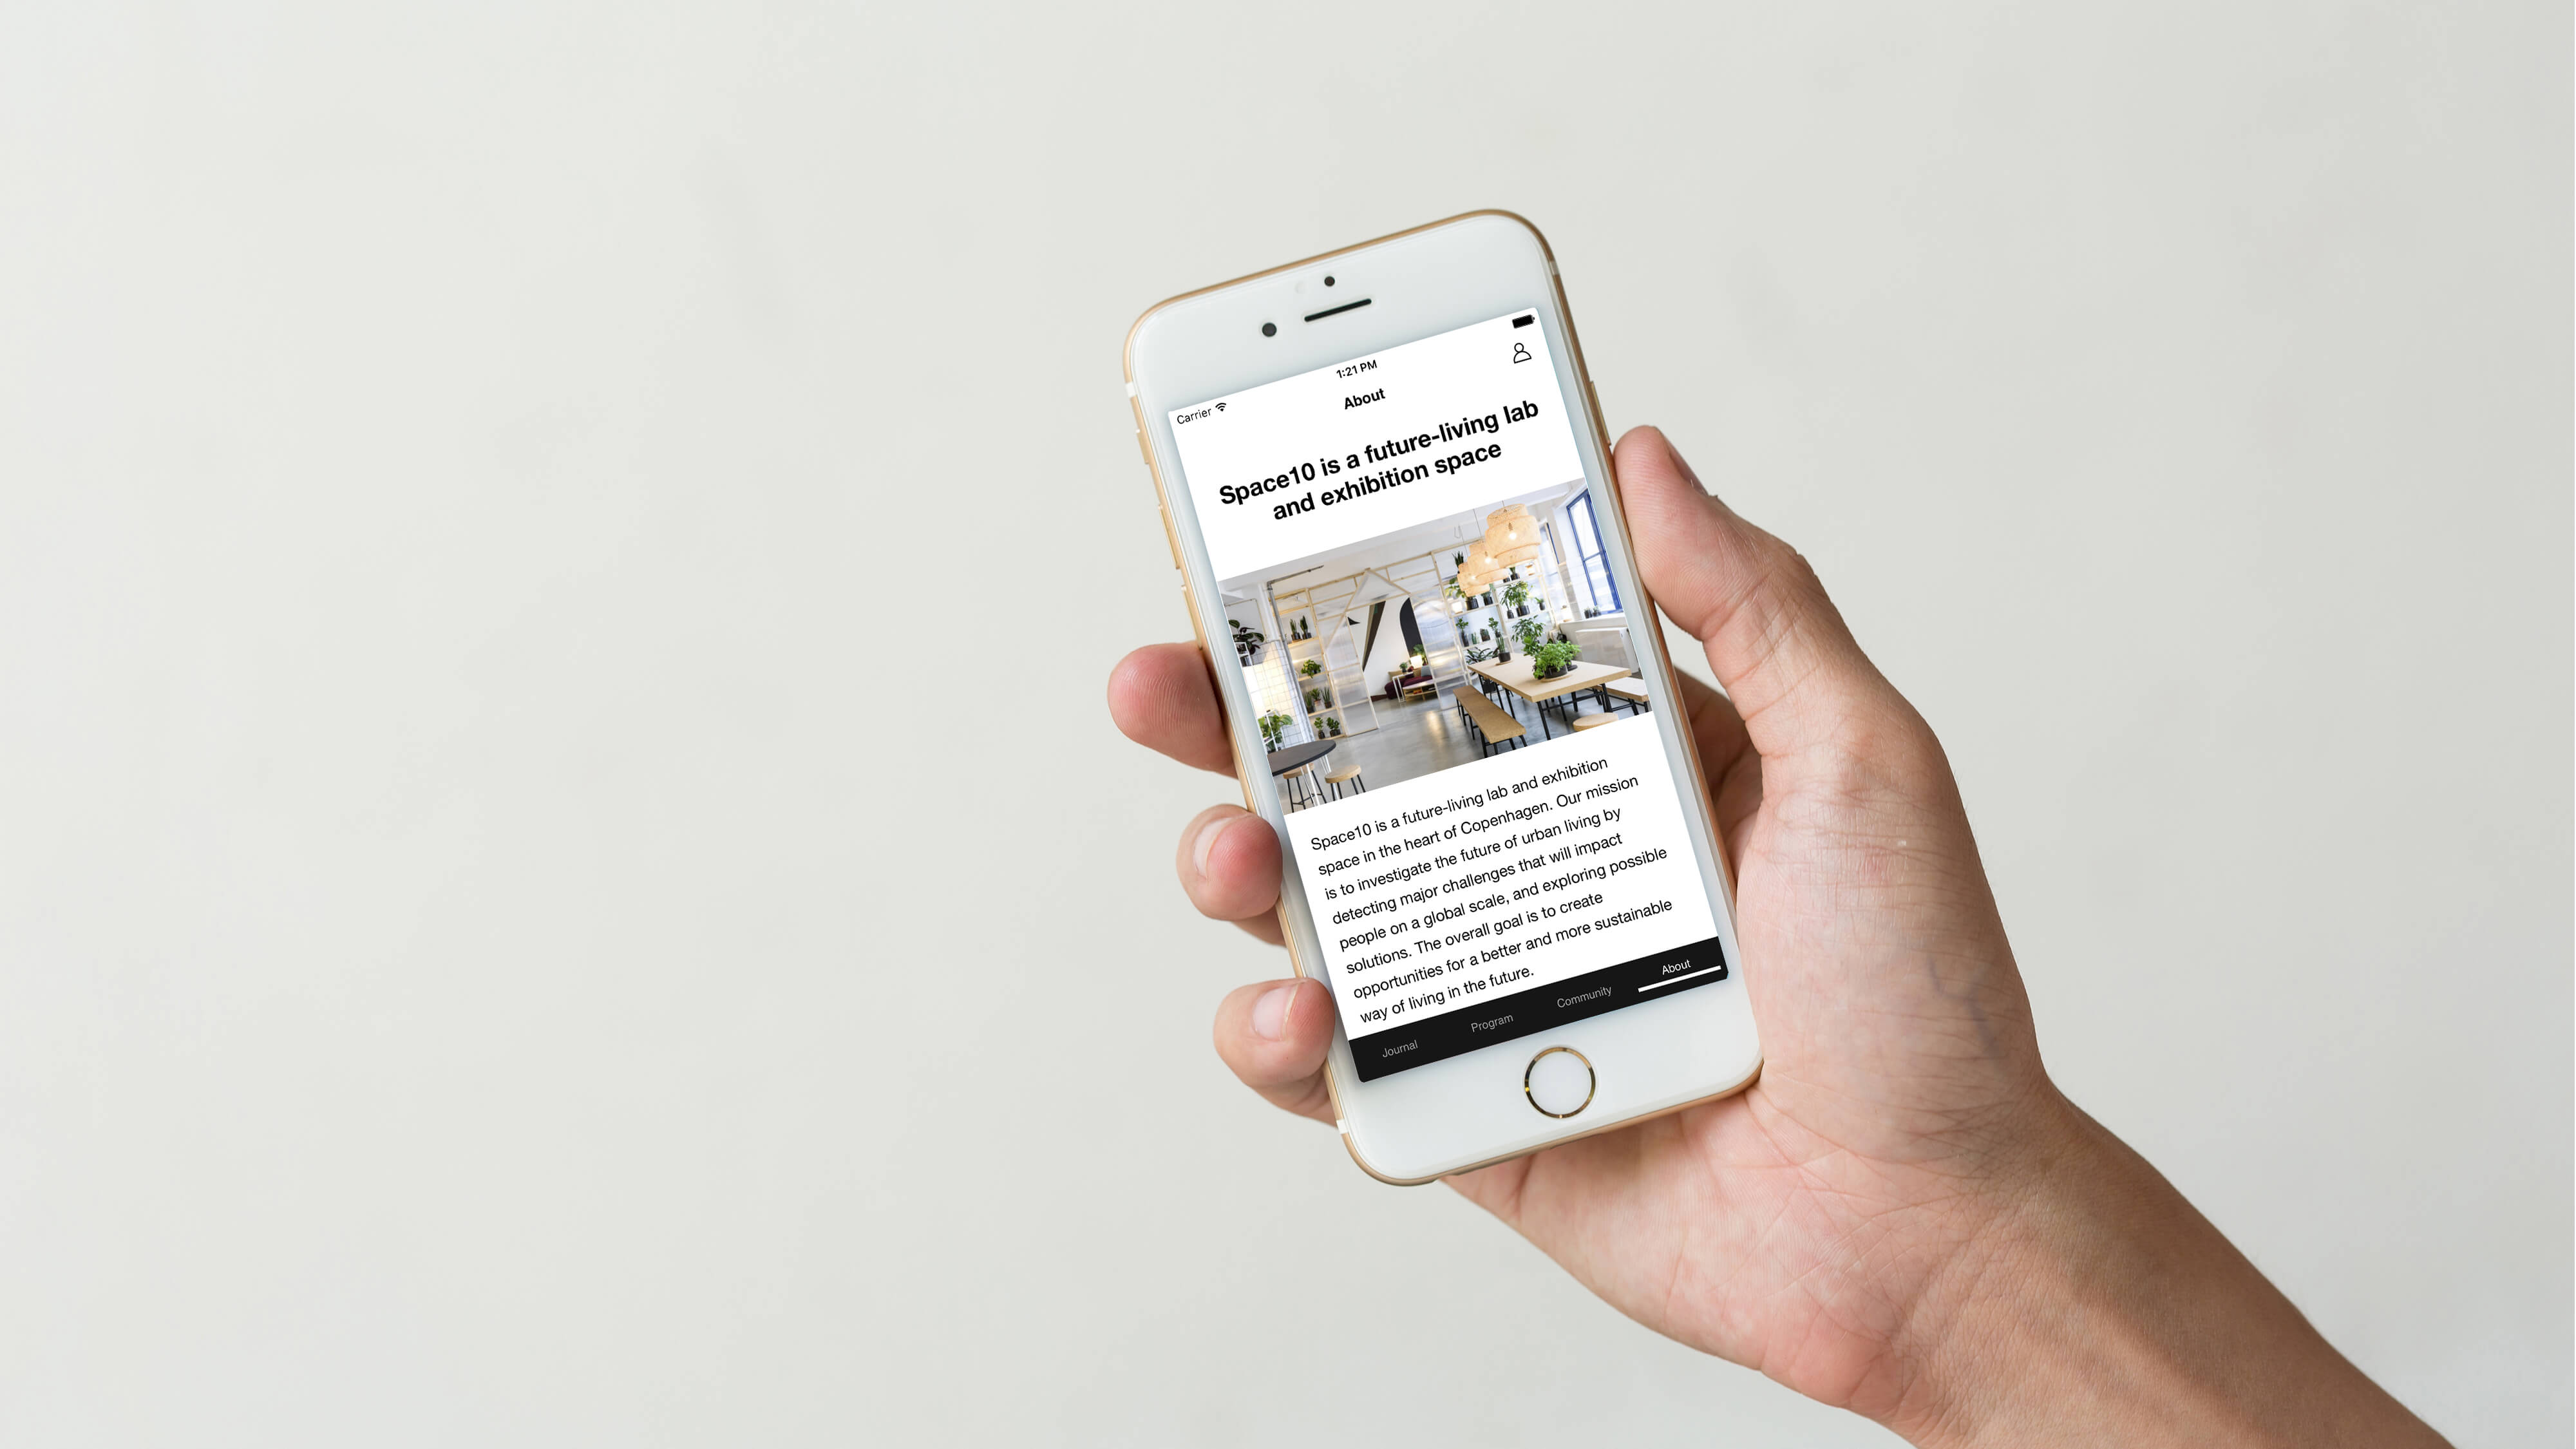 Carrier 1:21 PM
About
Space10 is a future-living lab
and exhibition space
Space10 is a future-living lab and exhibition
space in the heart of Copenhagen. Our mission
is to investigate the future of urban living by
detecting major challenges that will impact
people on a global scale, and exploring possible
solutions. The overall goal is to create
opportunities for a better and more sustainable
way of living in the future.
Journal Program Community About